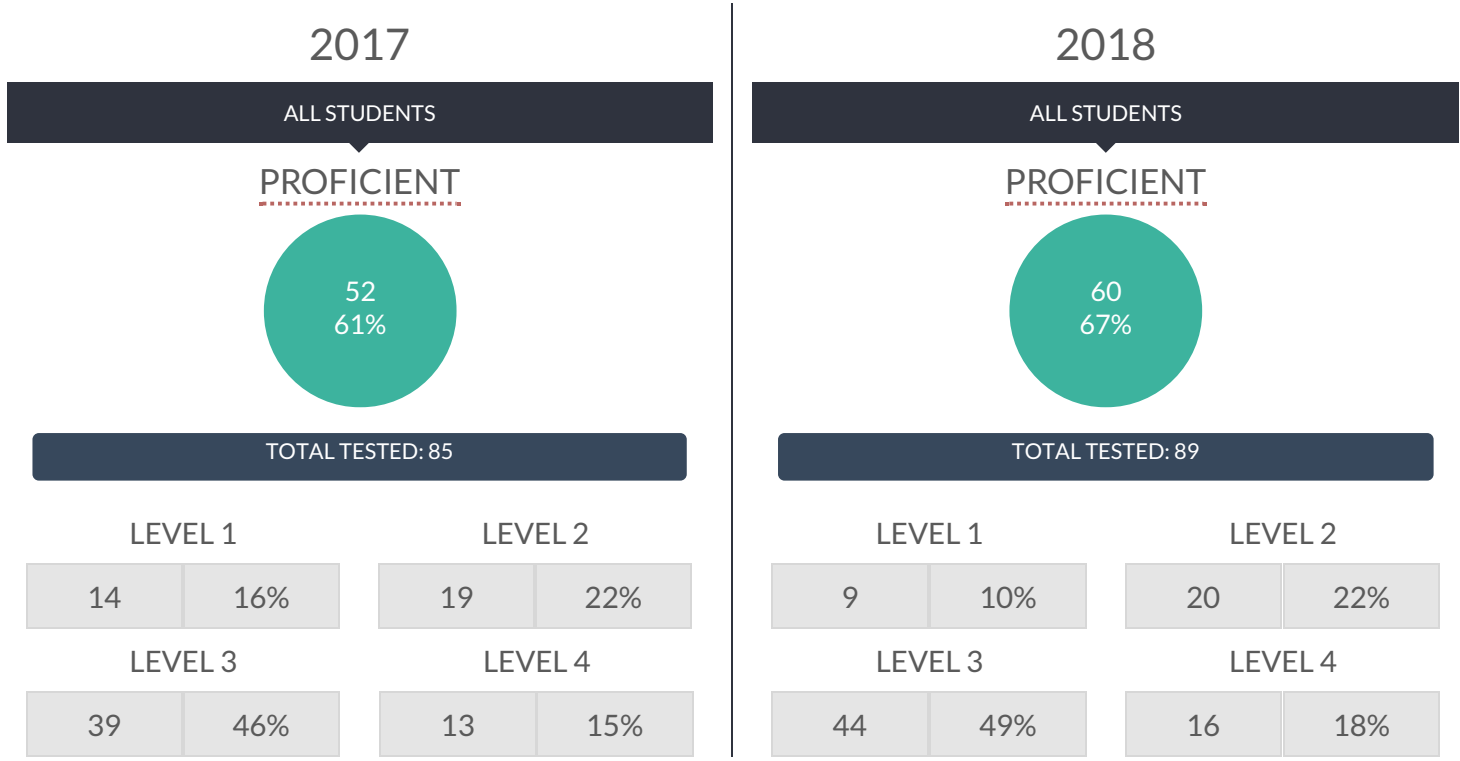 2017
ALL STUDENTS
PROFICIENT
52
61%
TOTAL TESTED: 85
LEVEL 1 LEVEL 2
14 16% 19 22%
LEVEL 3 LEVEL 4
39 46% 13 15%
2018
ALL STUDENTS
PROFICIENT
60
67%
TOTAL TESTED: 89
LEVEL 1 LEVEL 2
9 10% 20 22%
LEVEL 3 LEVEL 4
44 49% 16 18%